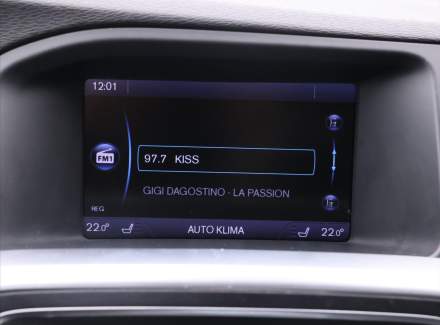 12:01
FM1
97.7 KISS
GIGI DAGOSTINO - LA PASSION
REG
22.0° AUTO KLIMA 22.0°